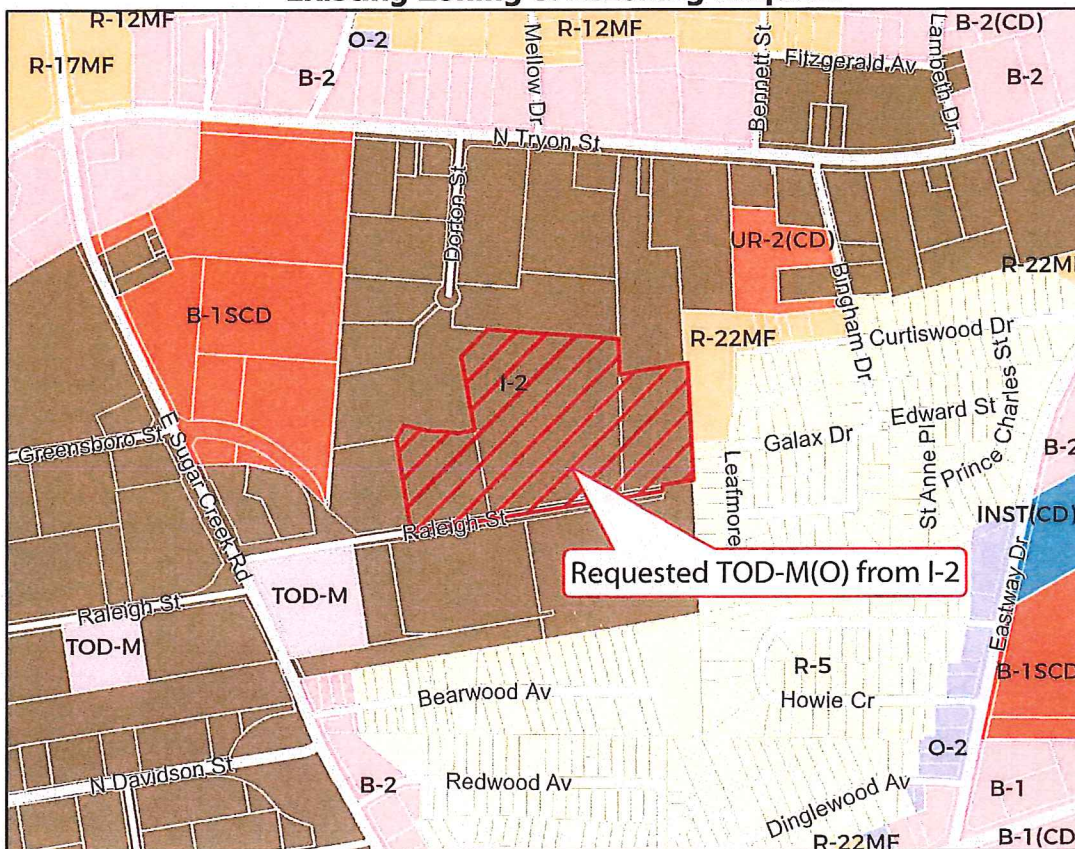 R-12MF
O-2
R-12MF
B-2(CD)
R-17MF
B-2
Mellow Dr
Bennett St
Fitzgerald Av
Lambeth Dr
B-2
N Tryon St
Dorton St
UR-2(CD)
R-22MF
Bingham Dr
B-1SCD
R-22MF
Curtiswood Dr
I-2
Edward St
Galax Dr
St Anne Pl
Prince Charles St
B-2
Greensboro St
E Sugar Creek Rd
Leafmore
INST(CD)
Raleigh St
Requested TOD-M(O) from I-2
Eastway Dr
TOD-M
Raleigh St
TOD-M
R-5
B-1SCD
Bearwood Av
Howie Cr
O-2
N Davidson St
B-2
Redwood Av
Dinglewood Av
B-1
R-22MF
B-1(CD)